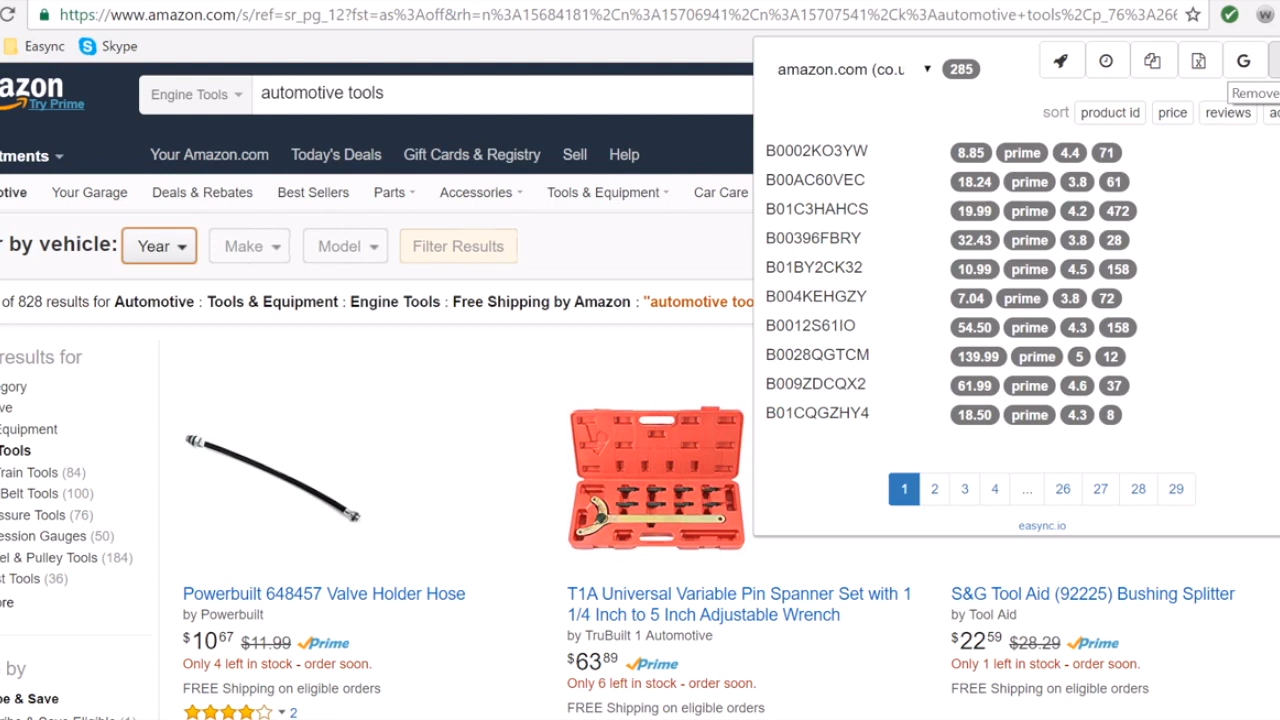 https://www.amazon.com/s/ref=sr_pg_12?fst=as%3Aoff&rh=n%3A15684181%2Cn%3A15706941%2Cn%3A15707541%2Ck%3Aautomotive+tools%2Cp_76%3A266
W
Easync
Skype
azon
Try Prime
Engine Tools
automotive tools
tments
Your Amazon.com
Today's Deals
Gift Cards & Registry
Sell
Help
otive
Your Garage
Deals & Rebates
Best Sellers
Parts
Accessories
Tools & Equipment
Car Care
r by vehicle:
Year
Make
Model
Filter Results
of 828 results for Automotive : Tools & Equipment : Engine Tools : Free Shipping by Amazon : "automotive too
amazon.com (co.u
285
G
Remove
sort product id price reviews ad
B0002KO3YW 8.85 prime 4.4 71
B00AC60VEC 18.24 prime 3.8 61
B01C3HAHCS 19.99 prime 4.2 472
B00396FBRY 32.43 prime 3.8 28
B01BY2CK32 10.99 prime 4.5 158
B004KEHGZY 7.04 prime 3.8 72
B0012S61IO 54.50 prime 4.3 158
B0028QGTCM 139.99 prime 5 12
B009ZDCQX2 61.99 prime 4.6 37
B01CQGZHY4 18.50 prime 4.3 8
1 2 3 4 ... 26 27 28 29
easync.io
results for
gory
ve
Equipment
Tools
rain Tools (84)
Belt Tools (100)
ssure Tools (76)
ession Gauges (50)
el & Pulley Tools (184)
st Tools (36)
ore
by
be & Save
Powerbuilt 648457 Valve Holder Hose
by Powerbuilt
$10 67 $11.99 Prime
Only 4 left in stock - order soon.
FREE Shipping on eligible orders
2
T1A Universal Variable Pin Spanner Set with 1
1/4 Inch to 5 Inch Adjustable Wrench
by TruBuilt 1 Automotive
$63 89 Prime
Only 6 left in stock - order soon.
FREE Shipping on eligible orders
S&G Tool Aid (92225) Bushing Splitter
by Tool Aid
$22 59 $28.29 Prime
Only 1 left in stock - order soon.
FREE Shipping on eligible orders